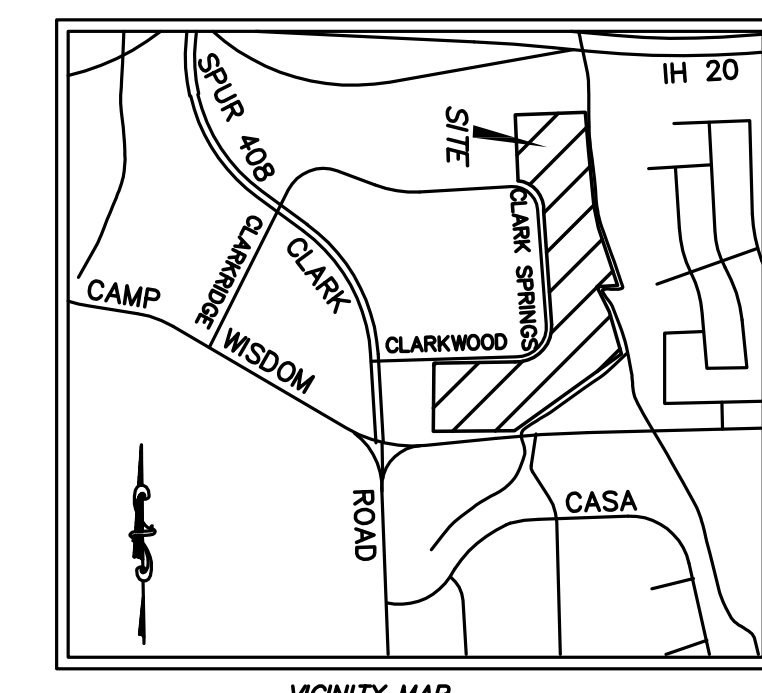 IH 20
SPUR 408
SITE
CLARK SPRINGS
CLARKRIDGE
CLARK
CAMP
WISDOM
CLARKWOOD
ROAD
CASA
VICINITY MAP